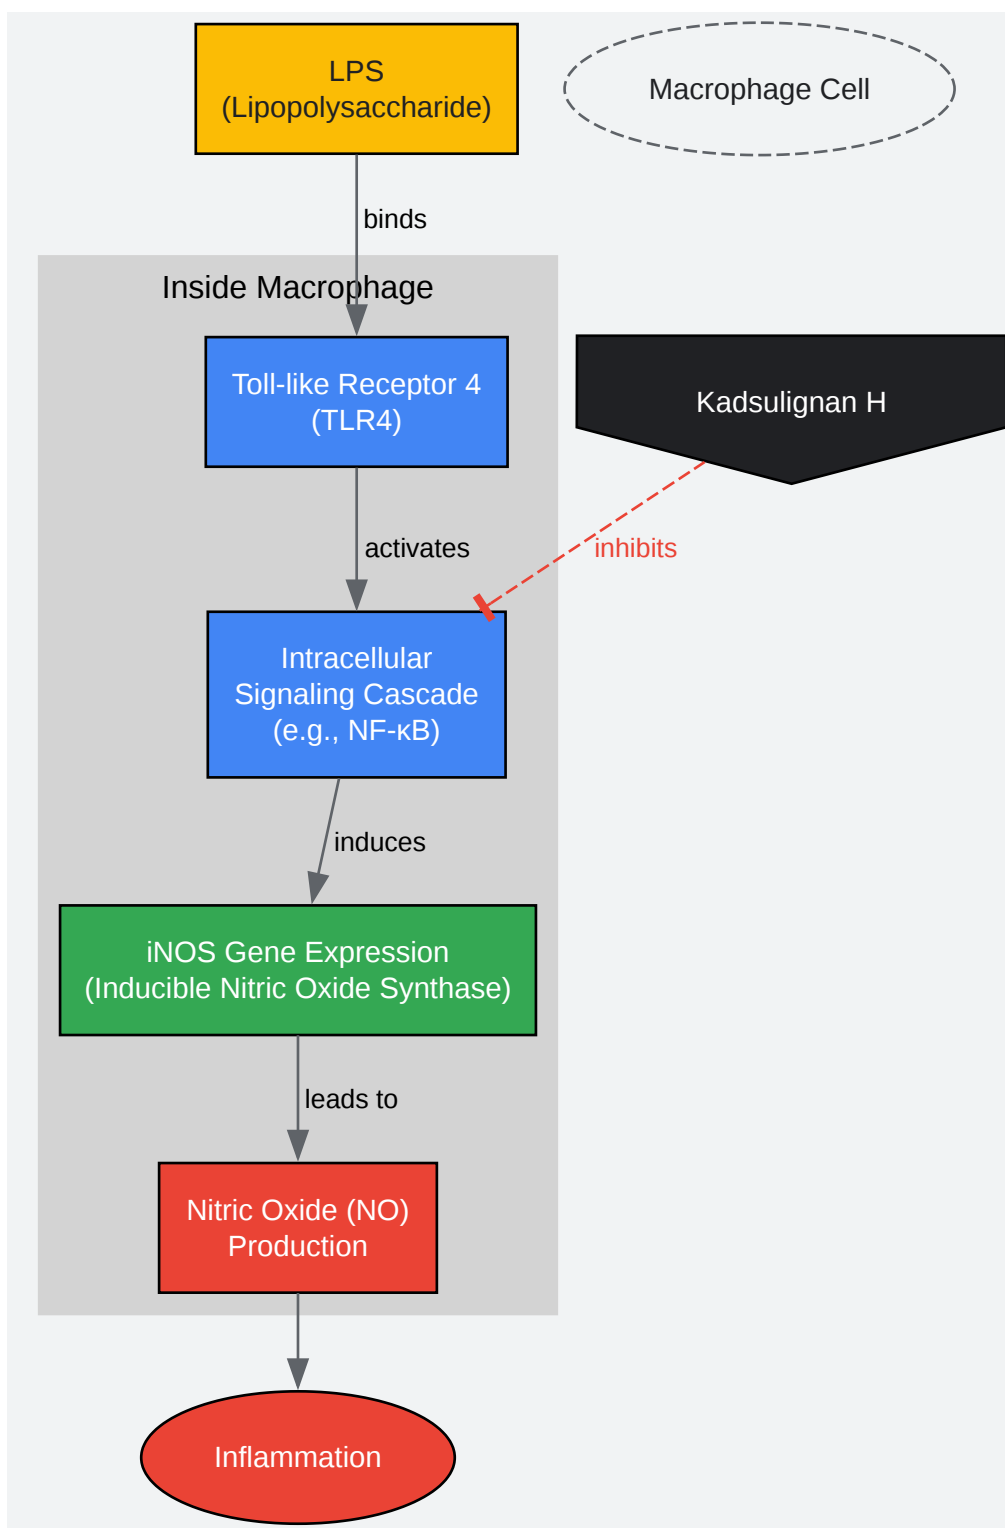 LPS
(Lipopolysaccharide)
Macrophage Cell
binds
Inside Macrophage
Toll-like Receptor 4
(TLR4)
Kadsulignan H
activates
inhibits
Intracellular
Signaling Cascade
(e.g., NF-κB)
induces
iNOS Gene Expression
(Inducible Nitric Oxide Synthase)
leads to
Nitric Oxide (NO)
Production
Inflammation